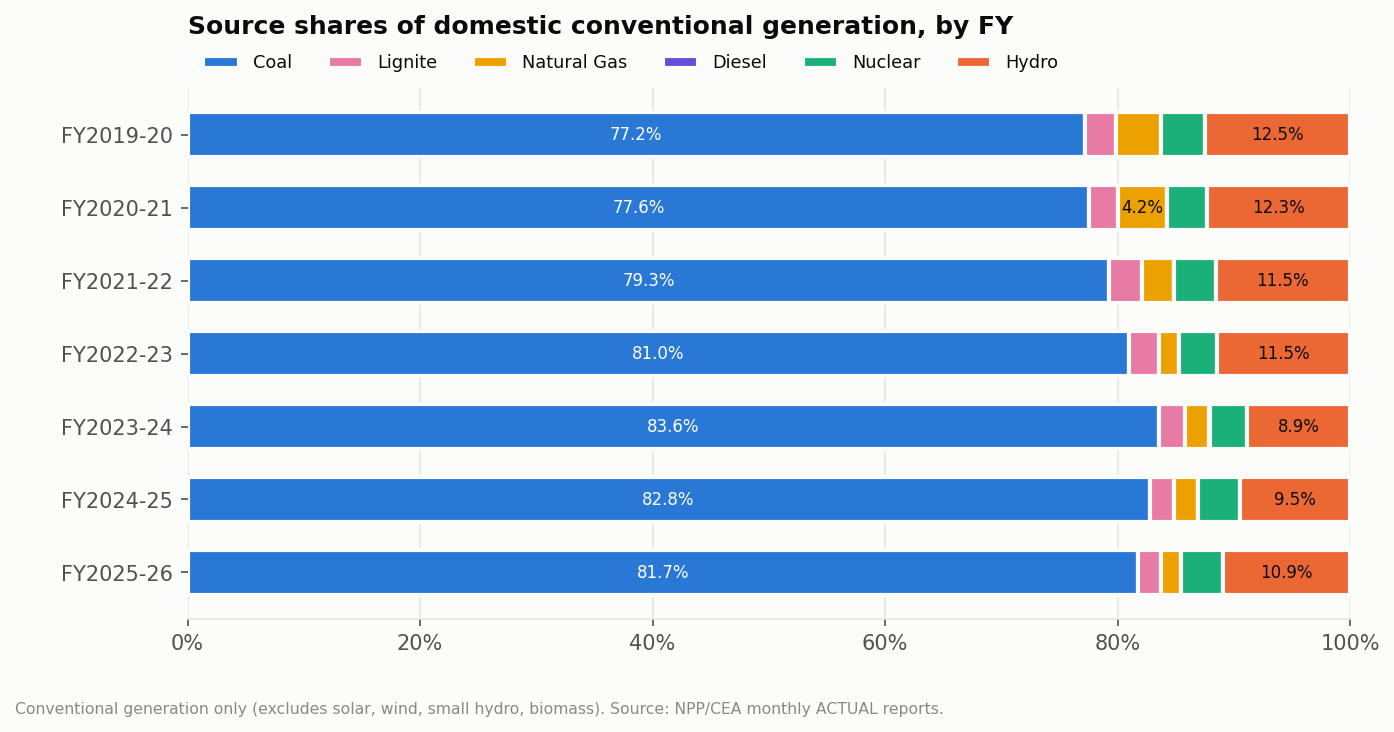 Source shares of domestic conventional generation, by FY
Coal Lignite Natural Gas Diesel Nuclear Hydro
FY2019-20 77.2% 12.5%
FY2020-21 77.6% 4.2% 12.3%
FY2021-22 79.3% 11.5%
FY2022-23 81.0% 11.5%
FY2023-24 83.6% 8.9%
FY2024-25 82.8% 9.5%
FY2025-26 81.7% 10.9%
0% 20% 40% 60% 80% 100%
Conventional generation only (excludes solar, wind, small hydro, biomass). Source: NPP/CEA monthly ACTUAL reports.